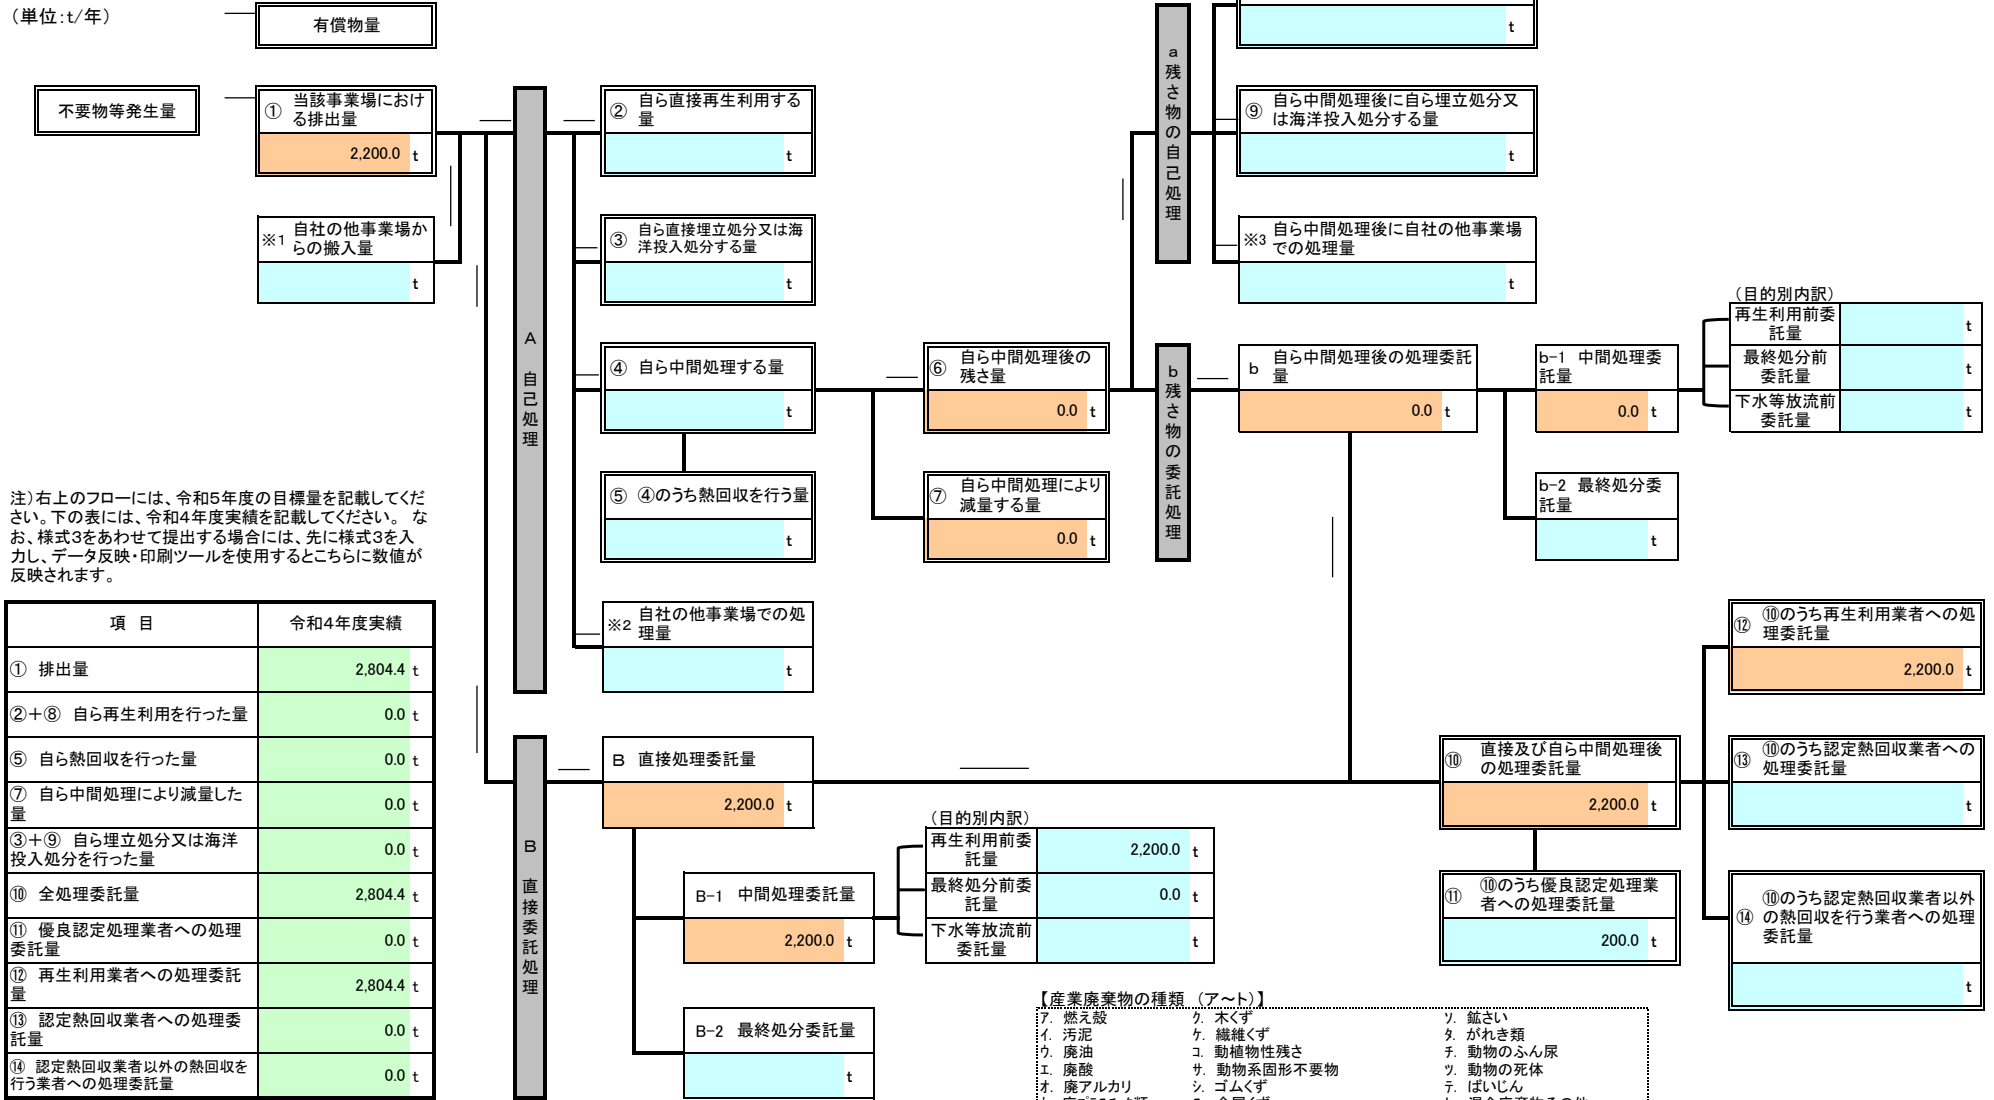 （単位：t/年）
有償物量
t
不要物等発生量
① 当該事業場におけ
る排出量
2,200.0 t
※1 自社の他事業場か
らの搬入量
t
A 自己処理
② 自ら直接再生利用する
量
t
③ 自ら直接埋立処分又は海
洋投入処分する量
t
④ 自ら中間処理する量
t
⑤ ④のうち熱回収を行う量
t
※2 自社の他事業場での処
理量
t
⑥ 自ら中間処理後の
残さ量
0.0 t
⑦ 自ら中間処理により
減量する量
0.0 t
a 残さ物の自己処理
⑨ 自ら中間処理後に自ら埋立処分又
は海洋投入処分する量
t
※3 自ら中間処理後に自社の他事業場
での処理量
t
b 残さ物の委託処理
b 自ら中間処理後の処理委託
量
0.0 t
b-1 中間処理委
託量
0.0 t
b-2 最終処分委
託量
t
（目的別内訳）
再生利用前委
託量
t
最終処分前
委託量
t
下水等放流前
委託量
t
注）右上のフローには、令和５年度の目標量を記載してくだ
さい。下の表には、令和４年度実績を記載してください。 な
お、様式３をあわせて提出する場合には、先に様式３を入
力し、データ反映・印刷ツールを使用するとこちらに数値が
反映されます。
項 目 令和４年度実績
① 排出量 2,804.4 t
②＋⑧ 自ら再生利用を行った量 0.0 t
⑤ 自ら熱回収を行った量 0.0 t
⑦ 自ら中間処理により減量した
量 0.0 t
③＋⑨ 自ら埋立処分又は海洋
投入処分を行った量 0.0 t
⑩ 全処理委託量 2,804.4 t
⑪ 優良認定処理業者への処理
委託量 0.0 t
⑫ 再生利用業者への処理委託
量 2,804.4 t
⑬ 認定熱回収業者への処理委
託量 0.0 t
⑭ 認定熱回収業者以外の熱回収を
行う業者への処理委託量 0.0 t
B 直接委託処理
B 直接処理委託量
2,200.0 t
B-1 中間処理委託量
2,200.0 t
B-2 最終処分委託量
t
（目的別内訳）
再生利用前委
託量
2,200.0 t
最終処分前委
託量
0.0 t
下水等放流前
委託量
t
⑩ 直接及び自ら中間処理後
の処理委託量
2,200.0 t
⑪ ⑩のうち優良認定処理業
者への処理委託量
200.0 t
⑫ ⑩のうち再生利用業者への処
理委託量
2,200.0 t
⑬ ⑩のうち認定熱回収業者への
処理委託量
t
⑭ ⑩のうち認定熱回収業者以外
の熱回収を行う業者への処理
委託量
t
【産業廃棄物の種類 （ア～ト）】
ｱ. 燃え殻 ｸ. 木くず ｿ. 鉱さい
ｲ. 汚泥 ｹ. 繊維くず ﾀ. がれき類
ｳ. 廃油 ｺ. 動植物性残さ ﾁ. 動物のふん尿
ｴ. 廃酸 ｻ. 動物系固形不要物 ﾂ. 動物の死体
ｵ. 廃アルカリ ｼ. ゴムくず ﾃ. ばいじん